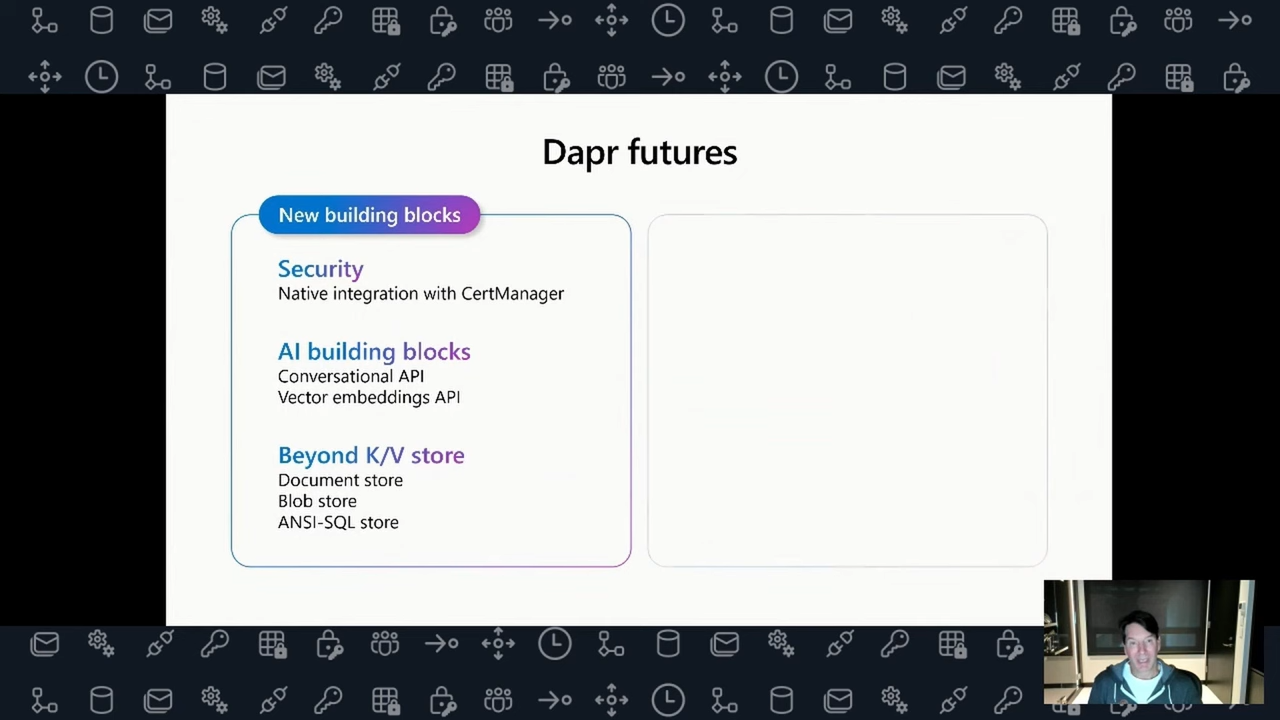 Dapr futures
New building blocks
Security
Native integration with CertManager
AI building blocks
Conversational API
Vector embeddings API
Beyond K/V store
Document store
Blob store
ANSI-SQL store